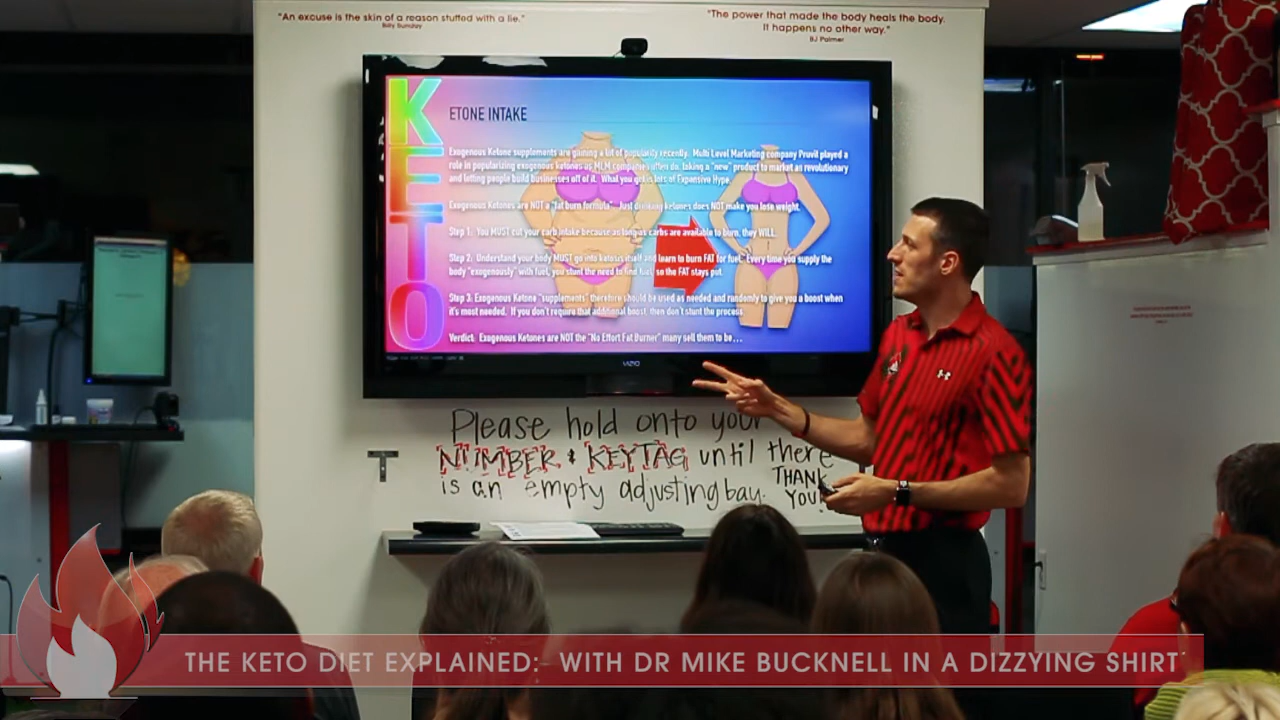 "An excuse is the skin of a reason stuffed with a lie."
Billy Sunday
"The power that made the body heals the body.
It happens no other way."
BJ Palmer
KETO
ETONE INTAKE
Exogenous Ketone supplements are gaining a lot of popularity recently. Multi Level Marketing company Pruvil played a
role in popularizing exogenous ketones as MLM companies often do, taking a "new" product to market as revolutionary
and letting people build businesses off of it. What you get is lots of Expensive Hype.
Exogenous Ketones are NOT a "fat burn formula". Just drinking ketones does NOT make you lose weight.
Step 1: You MUST cut your carb intake because as long as carbs are available to burn, they WILL.
Step 2: Understand your body MUST go into ketosis itself and learn to burn FAT for fuel. Every time you supply the
body "exogenously" with fuel, you stunt the need to find fuel, so the FAT stays put.
Step 3: Exogenous Ketone "supplements" therefore should be used as needed and randomly to give you a boost when
it's most needed. If you don't require that additional boost, then don't stunt the process
Verdict: Exogenous Ketones are NOT the "No Effort Fat Burner" many sell them to be...
VIZIO
Please hold onto your
NUMBER & KEYTAG until there
is an empty adjusting bay.
THANK
YOU!
THE KETO DIET EXPLAINED: WITH DR MIKE BUCKNELL IN A DIZZYING SHIRT